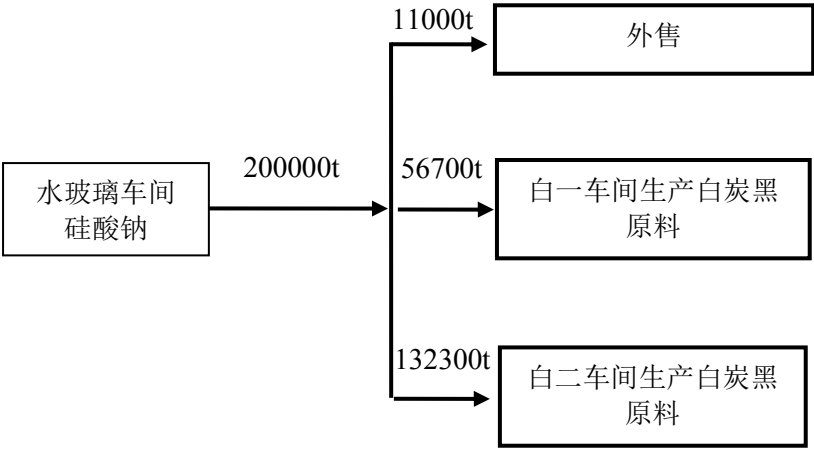 11000t
外售
200000t
56700t
水玻璃车间
硅酸钠
白一车间生产白炭黑
原料
132300t
白二车间生产白炭黑
原料